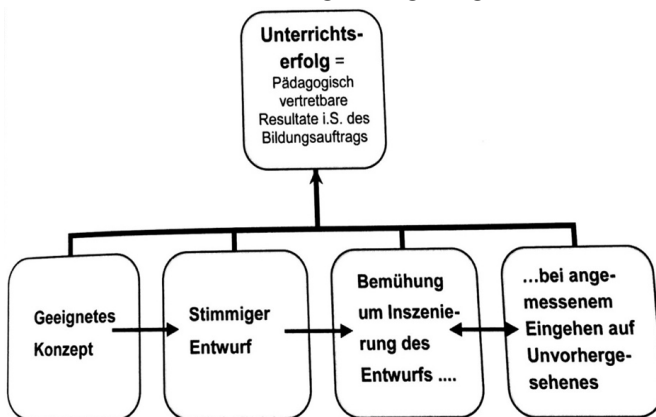 Unterrichts-
erfolg =
Pädagogisch
vertretbare
Resultate i.S. des
Bildungsauftrags
Geeignetes
Konzept
Stimmiger
Entwurf
Bemühung
um Inszenie-
rung des
Entwurfs ....
...bei ange-
messenem
Eingehen auf
Unvorherge-
sehenes